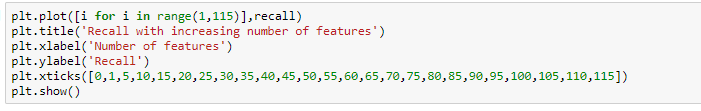 plt.plot([i for i in range(1,115)],recall)
plt.title('Recall with increasing number of features')
plt.xlabel('Number of features')
plt.ylabel('Recall')
plt.xticks([0,1,5,10,15,20,25,30,35,40,45,50,55,60,65,70,75,80,85,90,95,100,105,110,115])
plt.show()